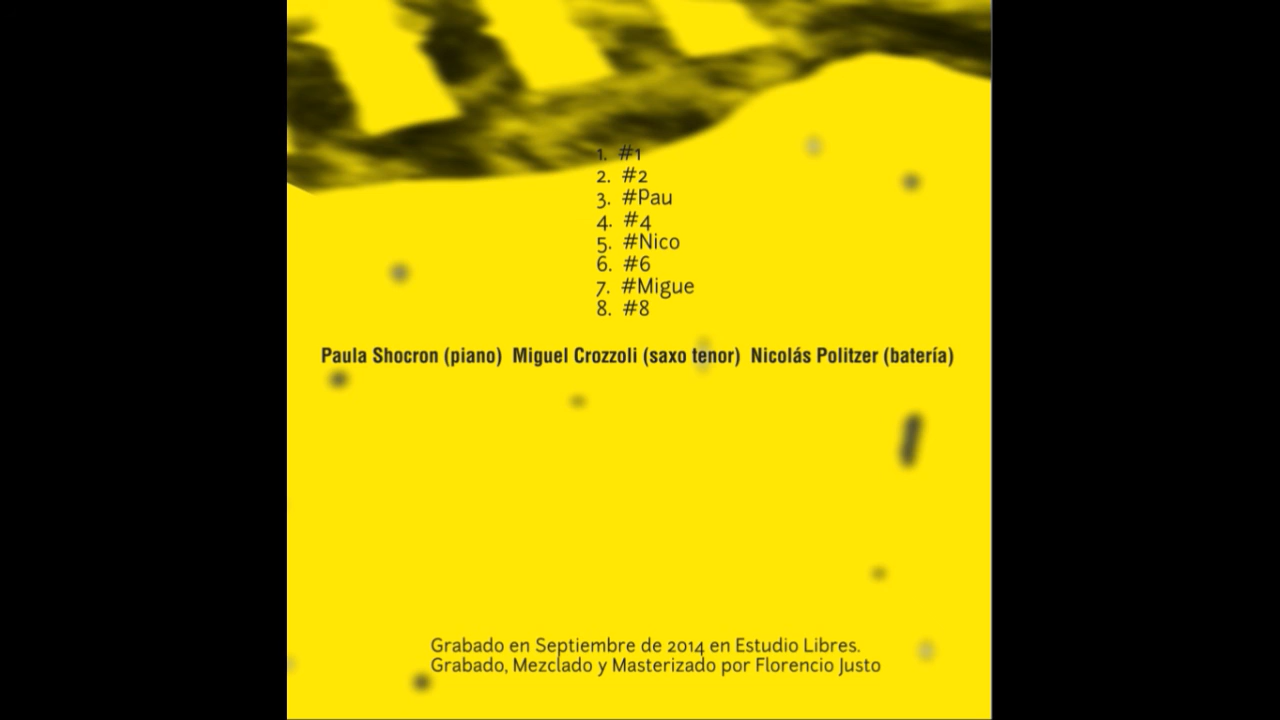 1. #1
2. #2
3. #Pau
4. #4
5. #Nico
6. #6
7. #Migue
8. #8
Paula Shocron (piano) Miguel Crozzoli (saxo tenor) Nicolás Politzer (batería)
Grabado en Septiembre de 2014 en Estudio Libres.
Grabado, Mezclado y Masterizado por Florencio Justo